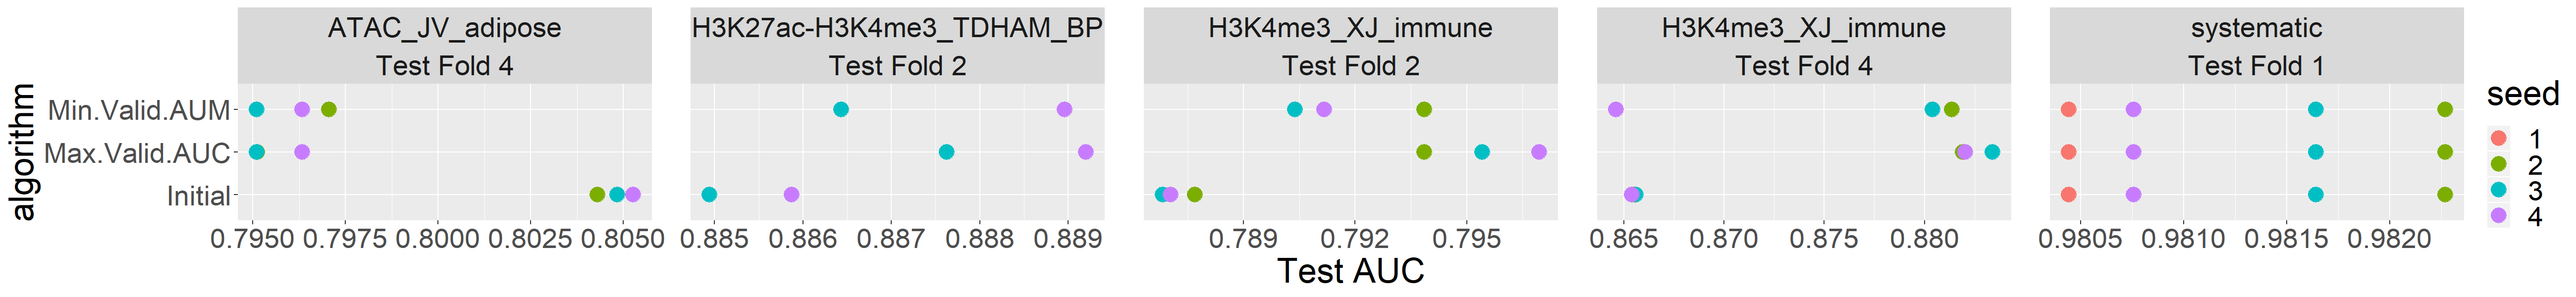 ATAC_JV_adipose
Test Fold 4
H3K27ac-H3K4me3_TDHAM_BP
Test Fold 2
H3K4me3_XJ_immune
Test Fold 2
H3K4me3_XJ_immune
Test Fold 4
systematic
Test Fold 1
algorithm
Min.Valid.AUM
Max.Valid.AUC
Initial
0.7950 0.7975 0.8000 0.8025 0.8050
0.885 0.886 0.887 0.888 0.889
0.789 0.792 0.795
0.865 0.870 0.875 0.880
0.9805 0.9810 0.9815 0.9820
Test AUC
seed
1
2
3
4